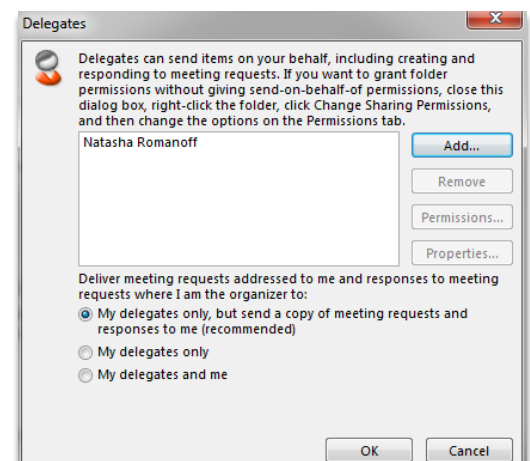 Delegates
Delegates can send items on your behalf, including creating and
responding to meeting requests. If you want to grant folder
permissions without giving send-on-behalf-of permissions, close this
dialog box, right-click the folder, click Change Sharing Permissions,
and then change the options on the Permissions tab.
Natasha Romanoff
Add...
Remove
Permissions...
Properties...
Deliver meeting requests addressed to me and responses to meeting
requests where I am the organizer to:
My delegates only, but send a copy of meeting requests and
responses to me (recommended)
My delegates only
My delegates and me
OK
Cancel